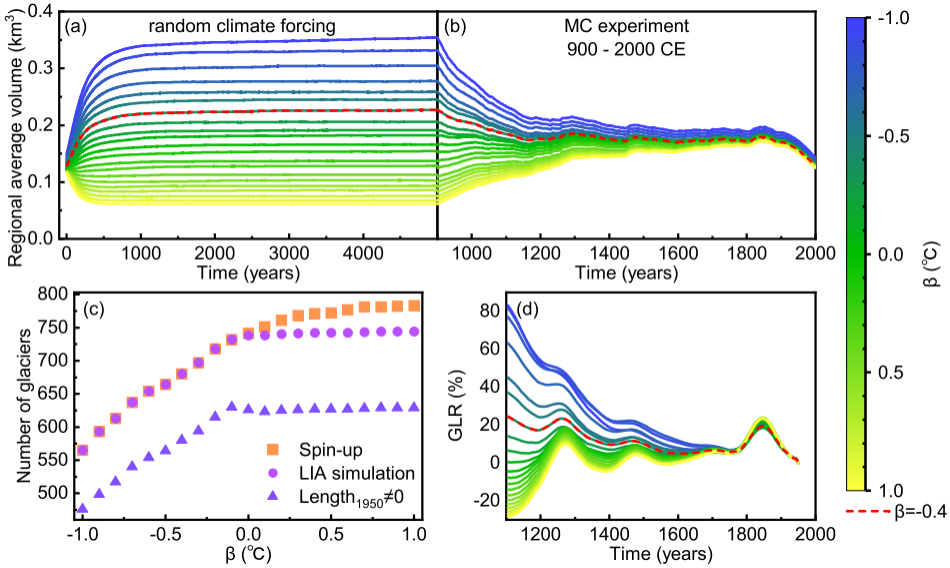 (a) random climate forcing
(b) MC experiment
900 - 2000 CE
Regional average volume (km³)
0.4
0.3
0.2
0.1
0.0
0 1000 2000 3000 4000
Time (years)
1000 1200 1400 1600 1800 2000
Time (years)
(c)
Number of glaciers
800
750
700
650
600
550
500
Spin-up
LIA simulation
Length₁₉₅₀≠0
-1.0 -0.5 0.0 0.5 1.0
β (℃)
(d)
GLR (%)
80
60
40
20
0
-20
1200 1400 1600 1800 2000
Time (years)
-1.0
-0.5
0.0
0.5
1.0
β (℃)
β=-0.4